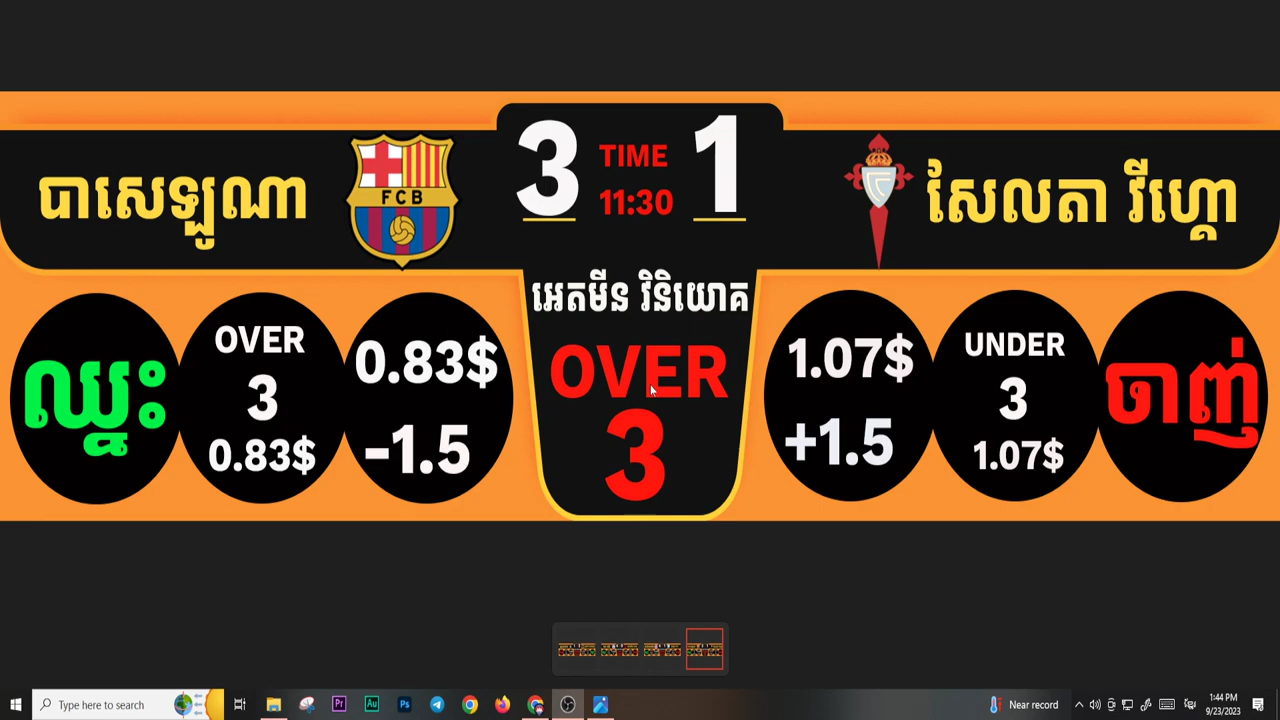 បាសេឡូណា
FCB
3
TIME
11:30
1
សែលតា វីហ្គោ
អេតមីន វិនិយោគ
OVER
3
ឈ្នះ
OVER
3
0.83$
0.83$
-1.5
1.07$
+1.5
UNDER
3
1.07$
ចាញ់
Type here to search
Pr
Au
Ps
Near record
1:44 PM
9/23/2023